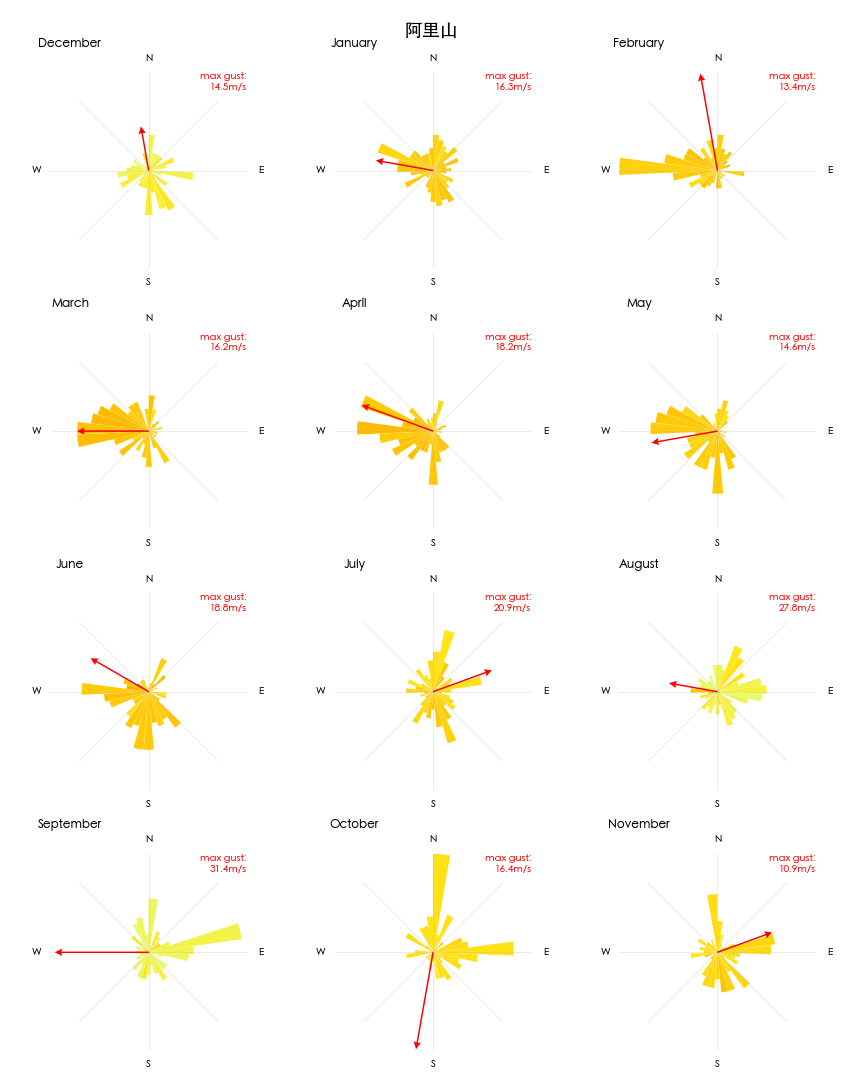 阿里山
December
N
max gust:
14.5m/s
W
E
S
January
N
max gust:
16.3m/s
W
E
S
February
N
max gust:
13.4m/s
W
E
S
March
N
max gust:
16.2m/s
W
E
S
April
N
max gust:
18.2m/s
W
E
S
May
N
max gust:
14.6m/s
W
E
S
June
N
max gust:
18.8m/s
W
E
S
July
N
max gust:
20.9m/s
W
E
S
August
N
max gust:
27.8m/s
W
E
S
September
N
max gust:
31.4m/s
W
E
S
October
N
max gust:
16.4m/s
W
E
S
November
N
max gust:
10.9m/s
W
E
S